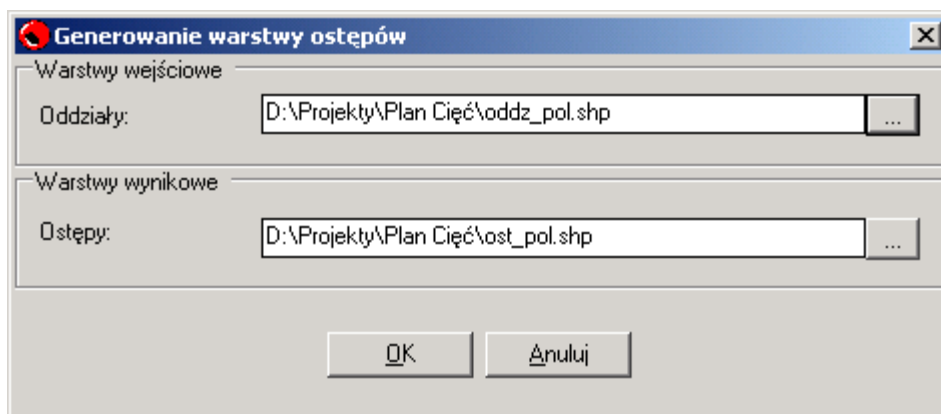 Generowanie warstwy ostępów
Warstwy wejściowe
Oddziały: D:\Projekty\Plan Cięć\oddz_pol.shp ...
Warstwy wynikowe
Ostępy: D:\Projekty\Plan Cięć\ost_pol.shp ...
OK Anuluj